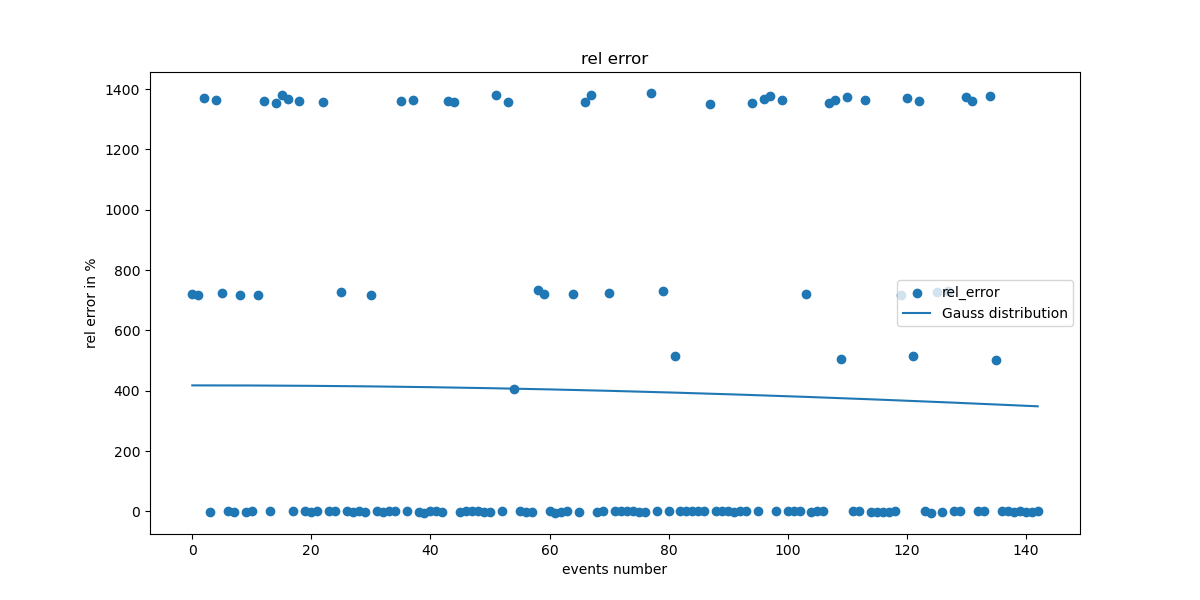 rel error
1400
1200
1000
800
600
400
200
0
rel error in %
rel_error
Gauss distribution
0 20 40 60 80 100 120 140
events number